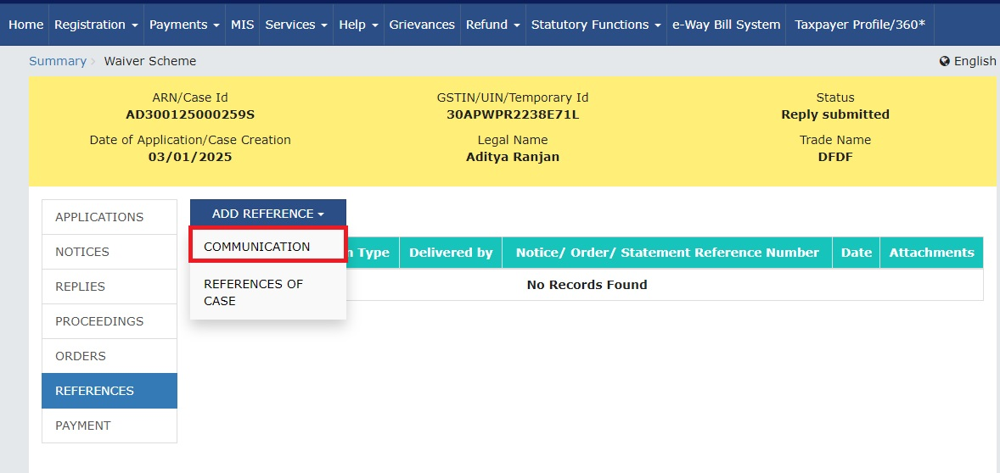 Home Registration Payments MIS Services Help Grievances Refund Statutory Functions e-Way Bill System Taxpayer Profile/360*
Summary Waiver Scheme English
ARN/Case Id GSTIN/UIN/Temporary Id Status
AD300125000259S 30APWPR2238E71L Reply submitted
Date of Application/Case Creation Legal Name Trade Name
03/01/2025 Aditya Ranjan DFDF
APPLICATIONS
NOTICES
REPLIES
PROCEEDINGS
ORDERS
REFERENCES
PAYMENT
ADD REFERENCE
COMMUNICATION
REFERENCES OF
CASE
Type Delivered by Notice/ Order/ Statement Reference Number Date Attachments
No Records Found